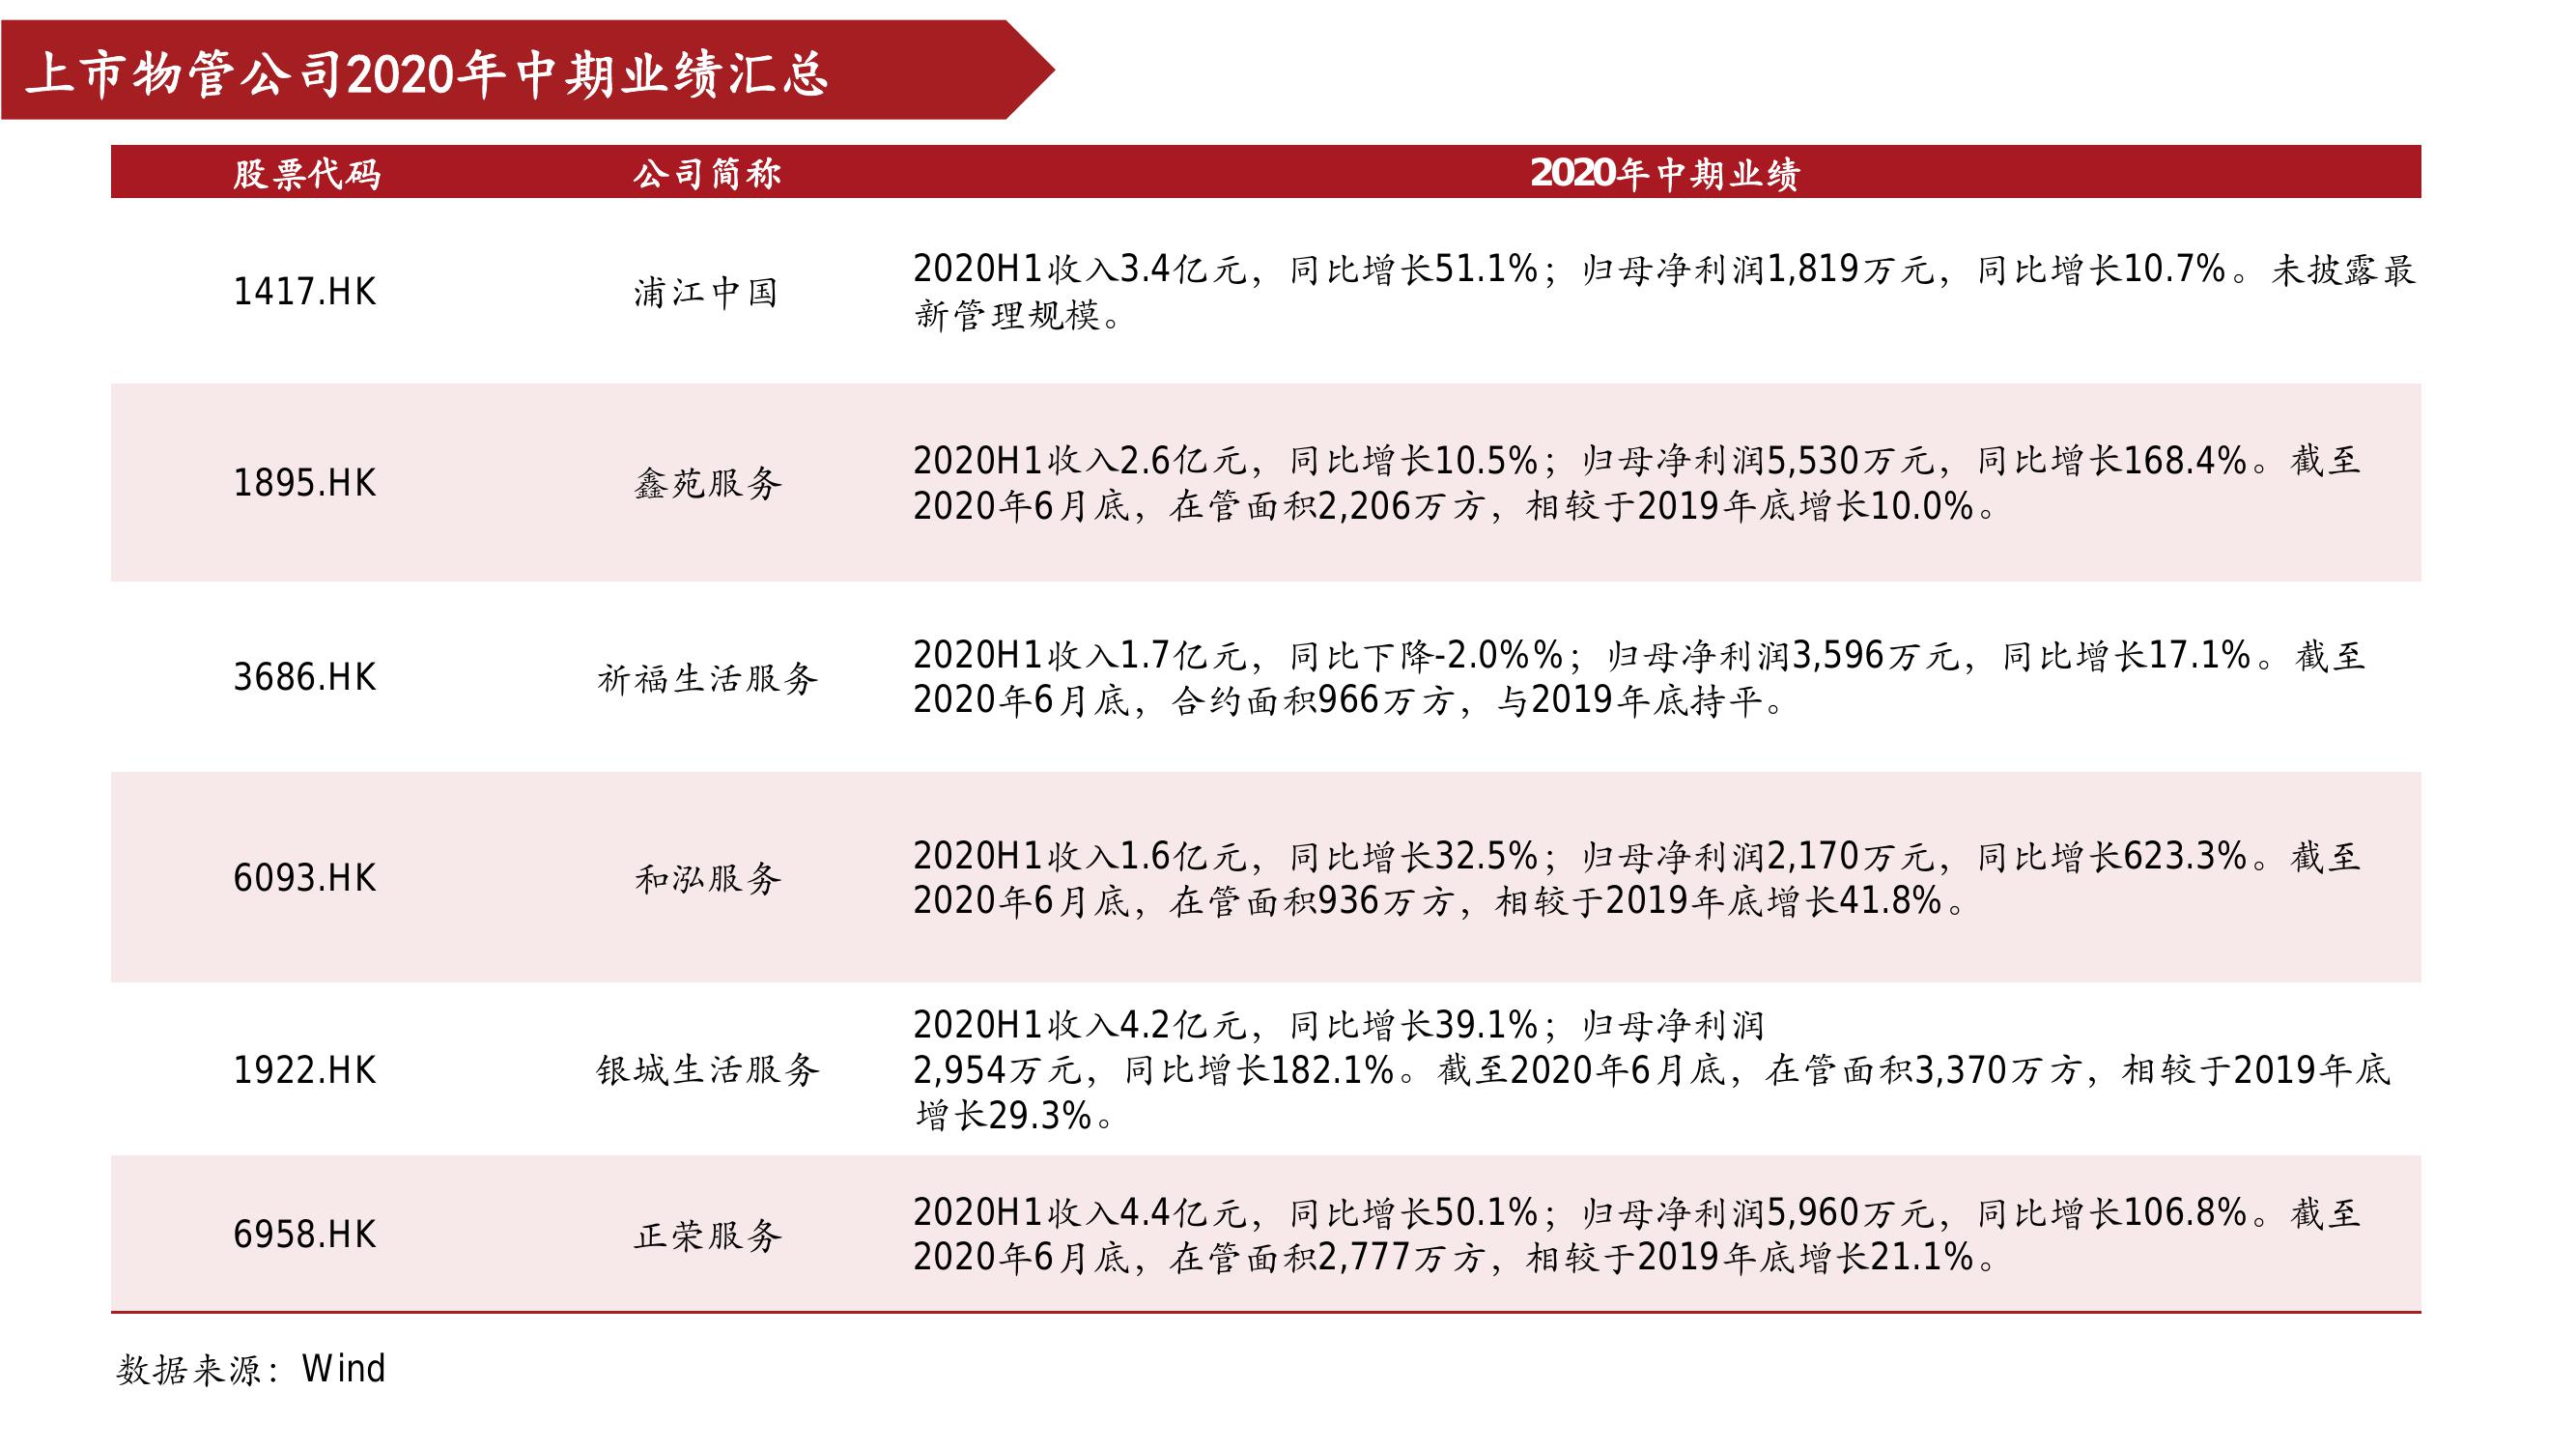 上市物管公司2020年中期业绩汇总
股票代码 公司简称 2020年中期业绩
1417.HK 浦江中国 2020H1收入3.4亿元，同比增长51.1%；归母净利润1,819万元，同比增长10.7%。未披露最
新管理规模。
1895.HK 鑫苑服务 2020H1收入2.6亿元，同比增长10.5%；归母净利润5,530万元，同比增长168.4%。截至
2020年6月底，在管面积2,206万方，相较于2019年底增长10.0%。
3686.HK 祈福生活服务 2020H1收入1.7亿元，同比下降-2.0%%；归母净利润3,596万元，同比增长17.1%。截至
2020年6月底，合约面积966万方，与2019年底持平。
6093.HK 和泓服务 2020H1收入1.6亿元，同比增长32.5%；归母净利润2,170万元，同比增长623.3%。截至
2020年6月底，在管面积936万方，相较于2019年底增长41.8%。
1922.HK 银城生活服务 2020H1收入4.2亿元，同比增长39.1%；归母净利润
2,954万元，同比增长182.1%。截至2020年6月底，在管面积3,370万方，相较于2019年底
增长29.3%。
6958.HK 正荣服务 2020H1收入4.4亿元，同比增长50.1%；归母净利润5,960万元，同比增长106.8%。截至
2020年6月底，在管面积2,777万方，相较于2019年底增长21.1%。
数据来源：Wind